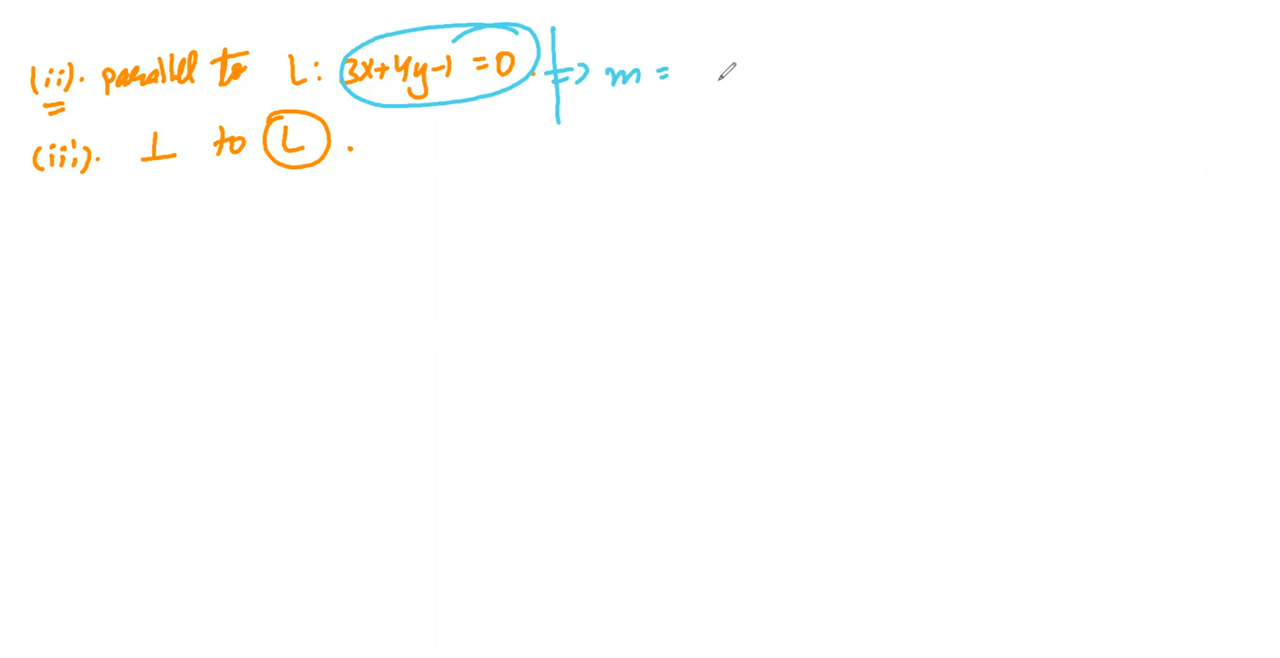 (ii). parallel to L: 3x+4y-1 =0. => m =
(iii). ⊥ to L.